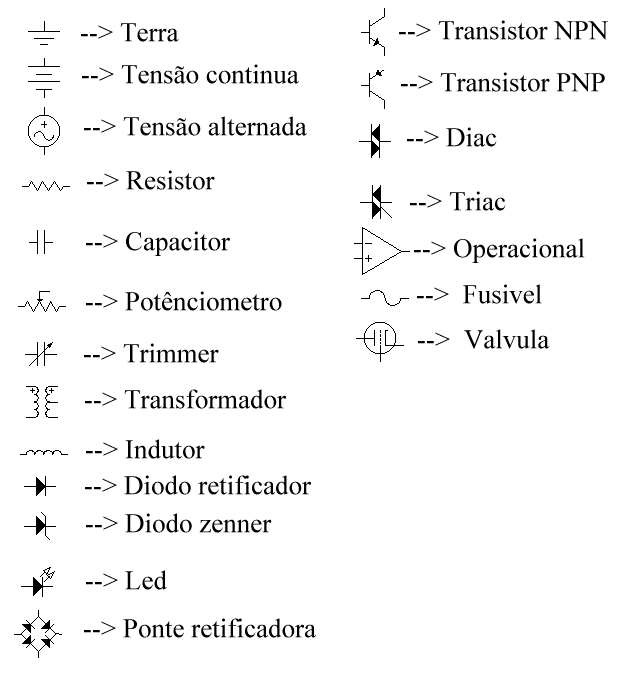 --> Terra
--> Tensão continua
--> Tensão alternada
--> Resistor
--> Capacitor
--> Potênciometro
--> Trimmer
--> Transformador
--> Indutor
--> Diodo retificador
--> Diodo zenner
--> Led
--> Ponte retificadora
--> Transistor NPN
--> Transistor PNP
--> Diac
--> Triac
--> Operacional
--> Fusivel
--> Valvula